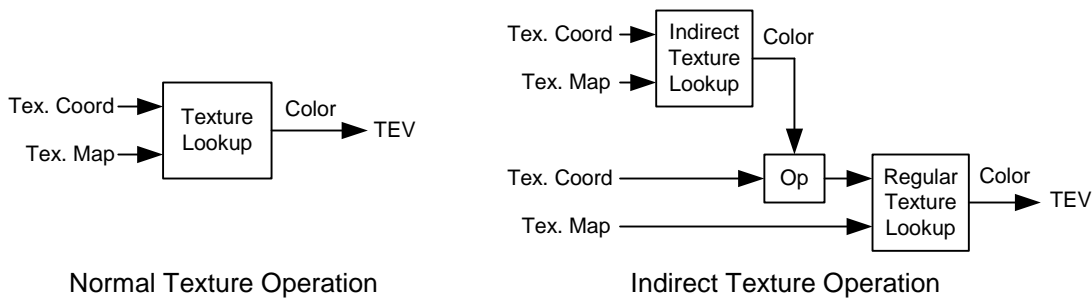 Tex. Coord
Tex. Map
Texture
Lookup
Color
TEV
Normal Texture Operation
Tex. Coord
Tex. Map
Indirect
Texture
Lookup
Color
Tex. Coord
Tex. Map
Op
Regular
Texture
Lookup
Color
TEV
Indirect Texture Operation